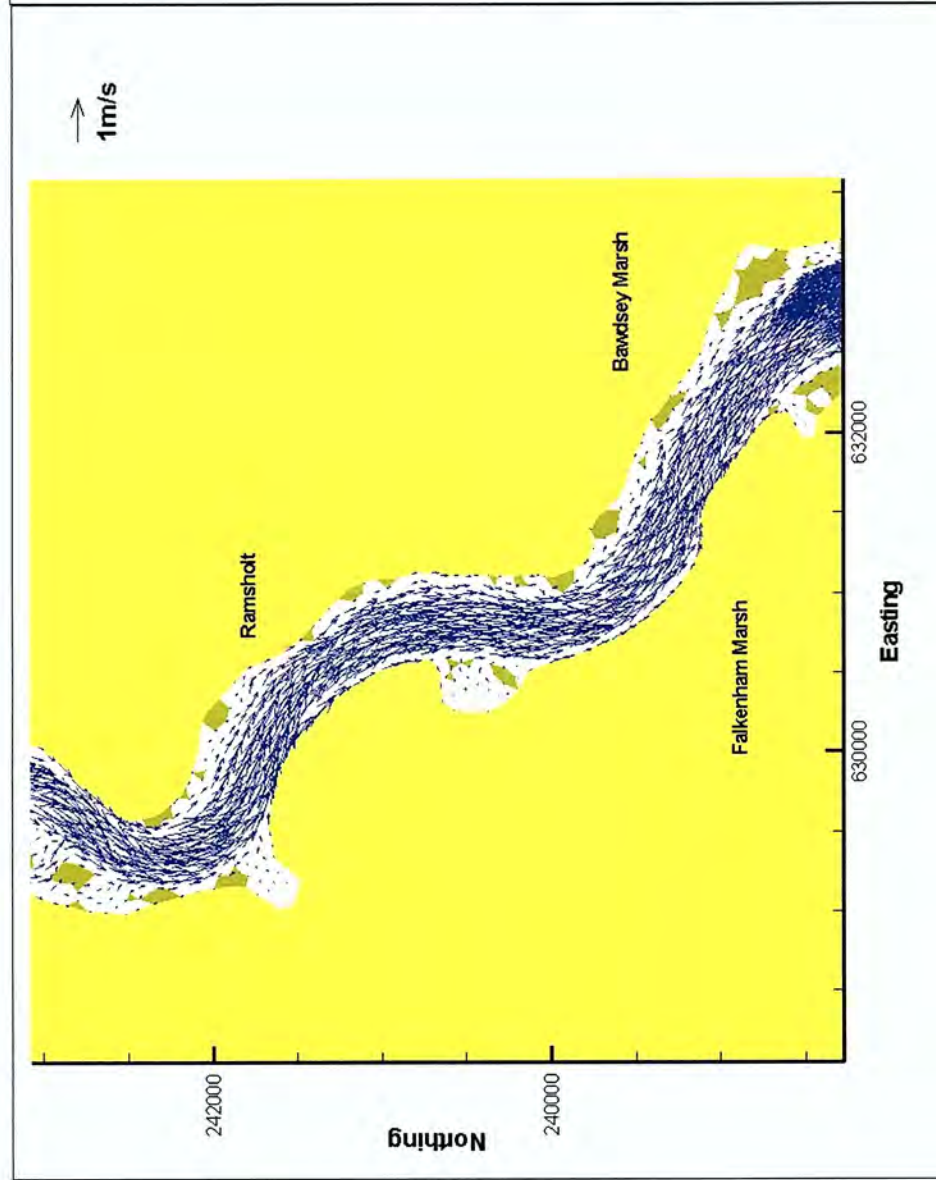 1m/s
Ramsholt
Bawdsey Marsh
Falkenham Marsh
Northing
242000
240000
Easting
630000
632000